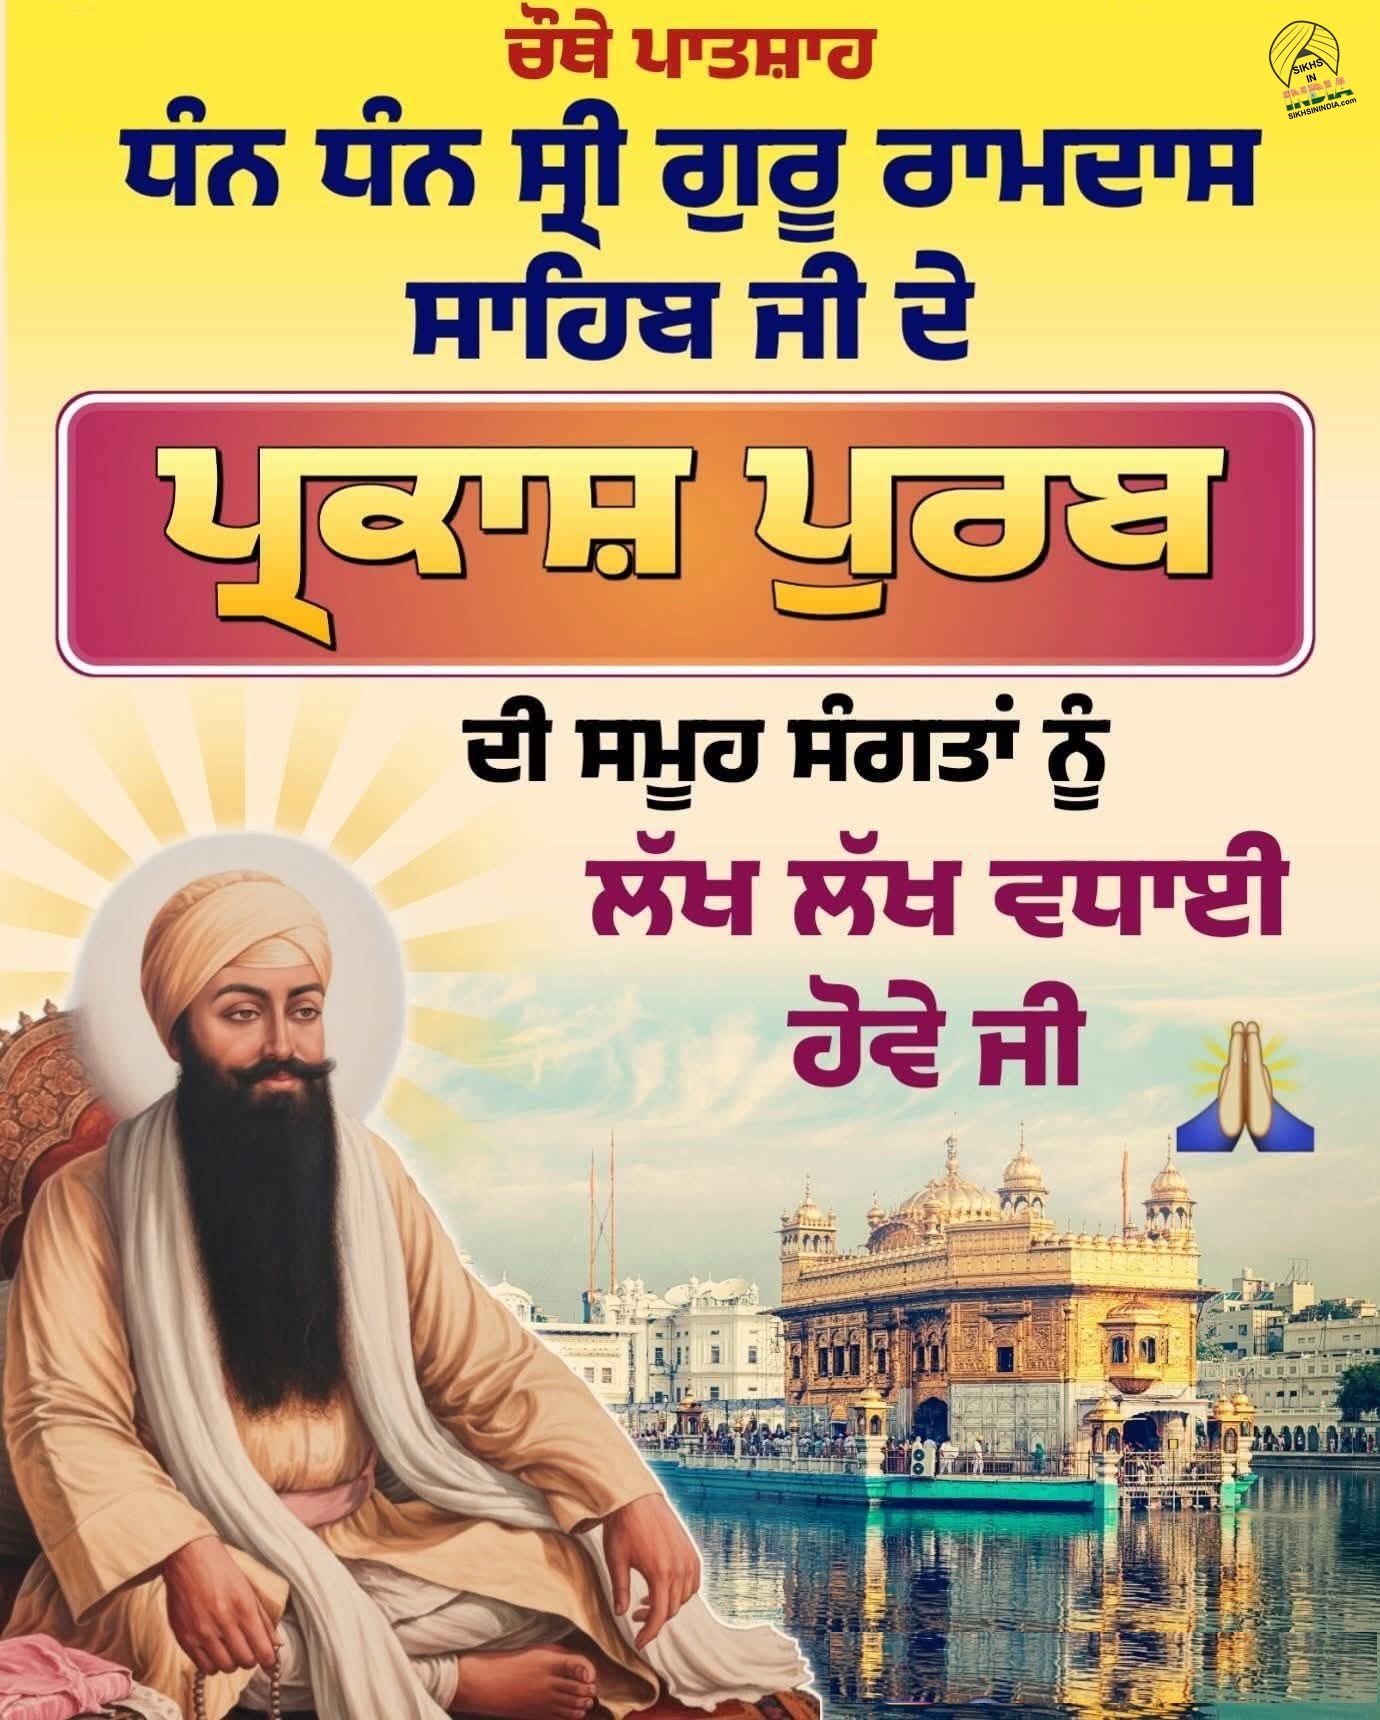 ਚੌਥੇ ਪਾਤਸ਼ਾਹ
ਧੰਨ ਧੰਨ ਸ੍ਰੀ ਗੁਰੂ ਰਾਮਦਾਸ
ਸਾਹਿਬ ਜੀ ਦੇ
ਪ੍ਰਕਾਸ਼ ਪੁਰਬ
ਦੀ ਸਮੂਹ ਸੰਗਤਾਂ ਨੂੰ
ਲੱਖ ਲੱਖ ਵਧਾਈ
ਹੋਵੇ ਜੀ
SIKHS
IN
INDIA
SIKHSININDIA.com